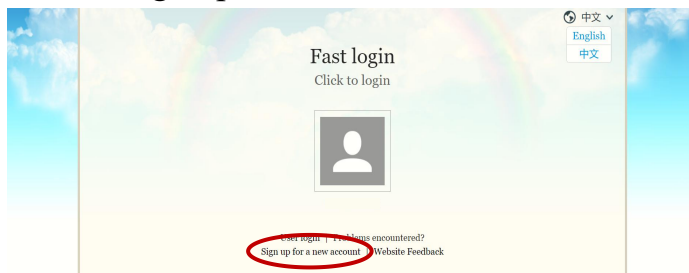 中文
English
中文
Fast login
Click to login
User login | Problems encountered?
Sign up for a new account | Website Feedback